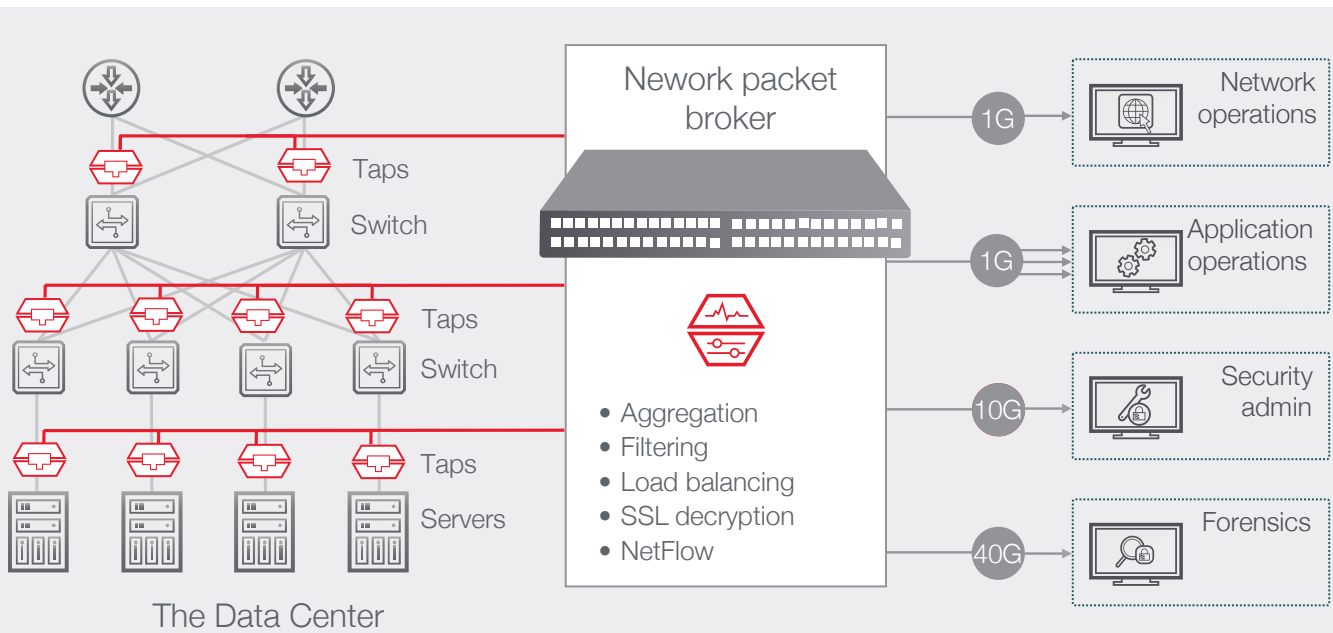 Taps
Switch
Taps
Switch
Taps
Servers
The Data Center
Nework packet
broker
• Aggregation
• Filtering
• Load balancing
• SSL decryption
• NetFlow
1G
Network
operations
1G
Application
operations
10G
Security
admin
40G
Forensics